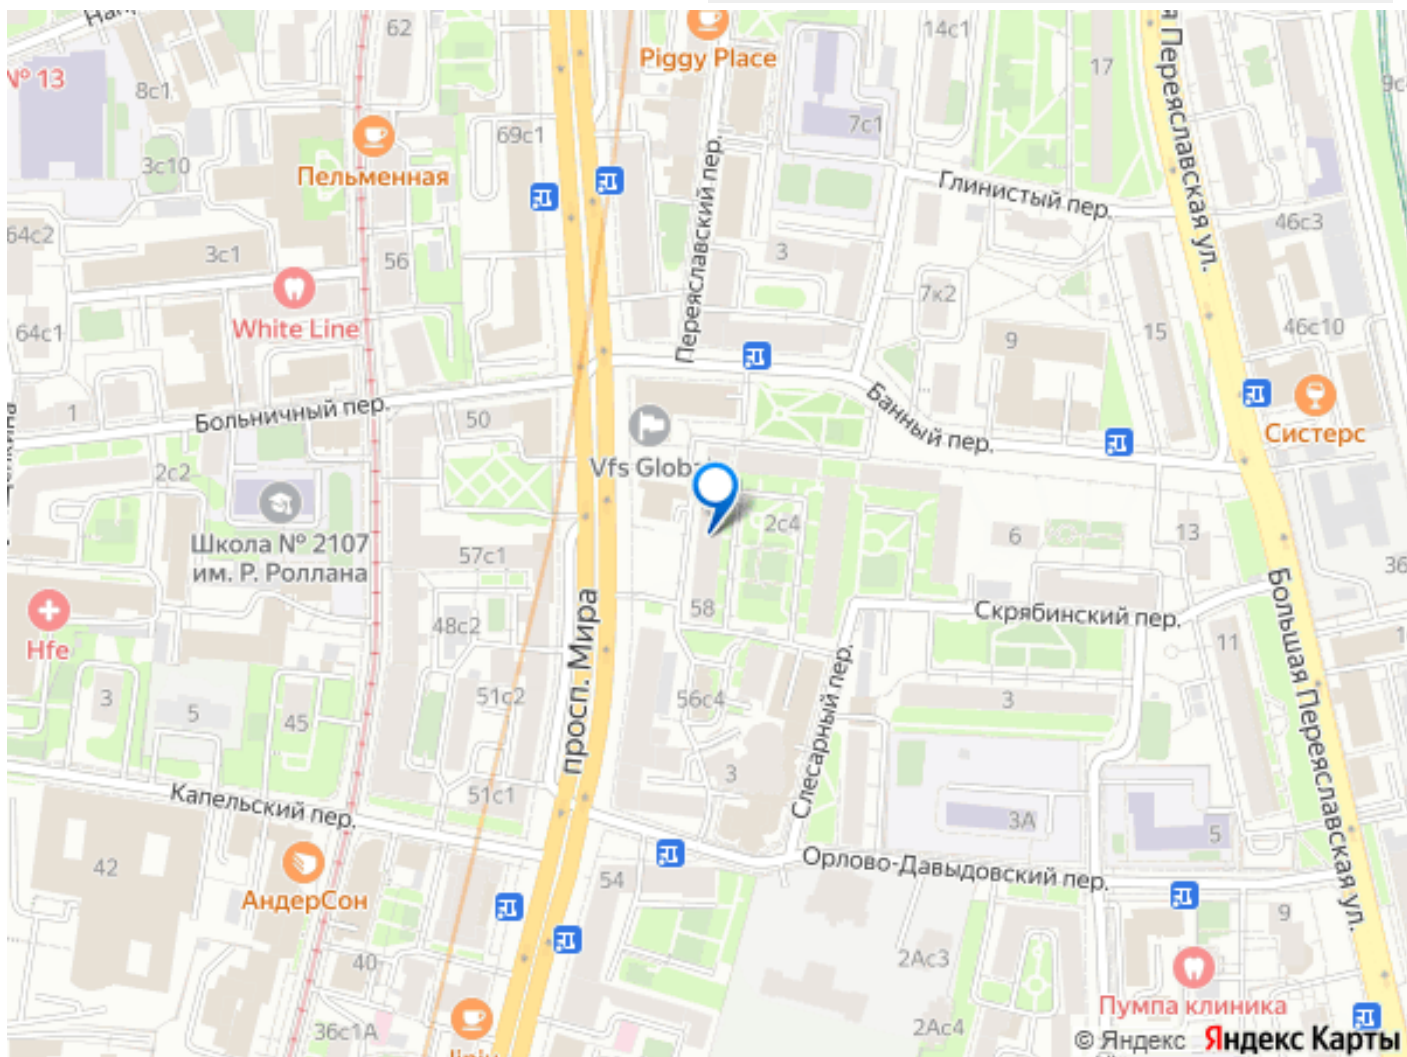 62
Piggy Place
14с1
17
№ 13
8с1
69с1
7с1
3с10
Пельменная
Переяславский пер.
Глинистый пер.
Переяславская ул.
46с3
64с2
3с1
56
3
7к2
White Line
64с1
9
15
46с10
1
Больничный пер.
50
Банный пер.
Систерс
2с2
Vfs Global
Школа № 2107
им. Р. Роллана
57с1
2с4
6
13
36
Hfe
48с2
58
Скрябинский пер.
11
просп. Мира
Слесарный пер.
Большая Переяславская ул.
3
5
45
51с2
56с4
3
3
Капельский пер.
51с1
3А
5
42
АндерСон
54
Орлово-Давыдовский пер.
9
40
2Ас3
36с1А
2Ас4
Пумпа клиника
© Яндекс Яндекс Карты